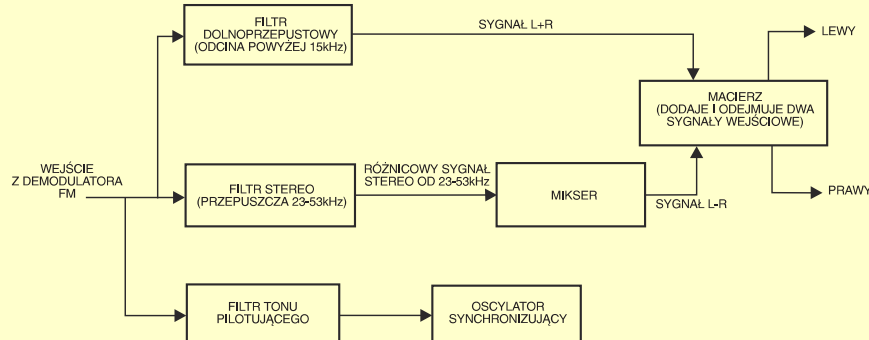 FILTR
DOLNOPRZEPUSTOWY
(ODCINA POWYŻEJ 15kHz)
SYGNAŁ L+R
LEWY
MACIERZ
(DODAJE I ODEJMUJE DWA
SYGNAŁY WEJŚCIOWE)
WEJŚCIE
Z DEMODULATORA
FM
FILTR STEREO
(PRZEPUSZCZA 23-53kHz)
RÓŻNICOWY SYGNAŁ
STEREO OD 23-53kHz
MIKSER
SYGNAŁ L-R
PRAWY
FILTR TONU
PILOTUJĄCEGO
OSCYLATOR
SYNCHRONIZUJĄCY